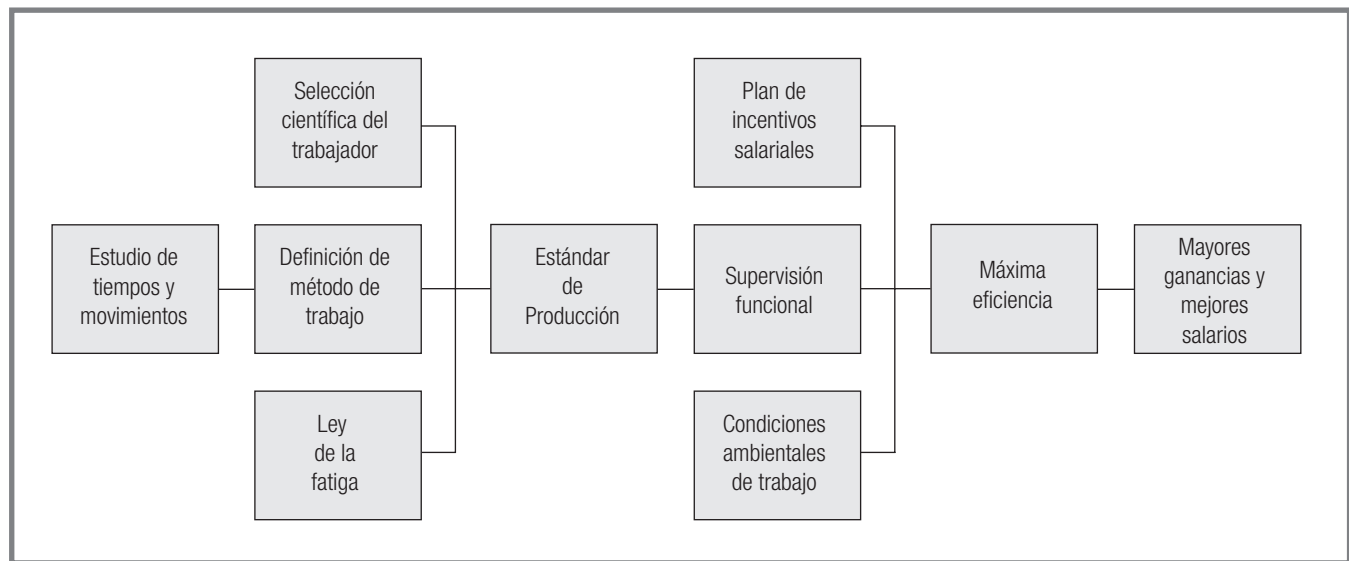 Selección
científica del
trabajador
Plan de
incentivos
salariales
Estudio de
tiempos y
movimientos
Definición de
método de
trabajo
Estándar
de
Producción
Supervisión
funcional
Máxima
eficiencia
Mayores
ganancias y
mejores
salarios
Ley
de la
fatiga
Condiciones
ambientales
de trabajo